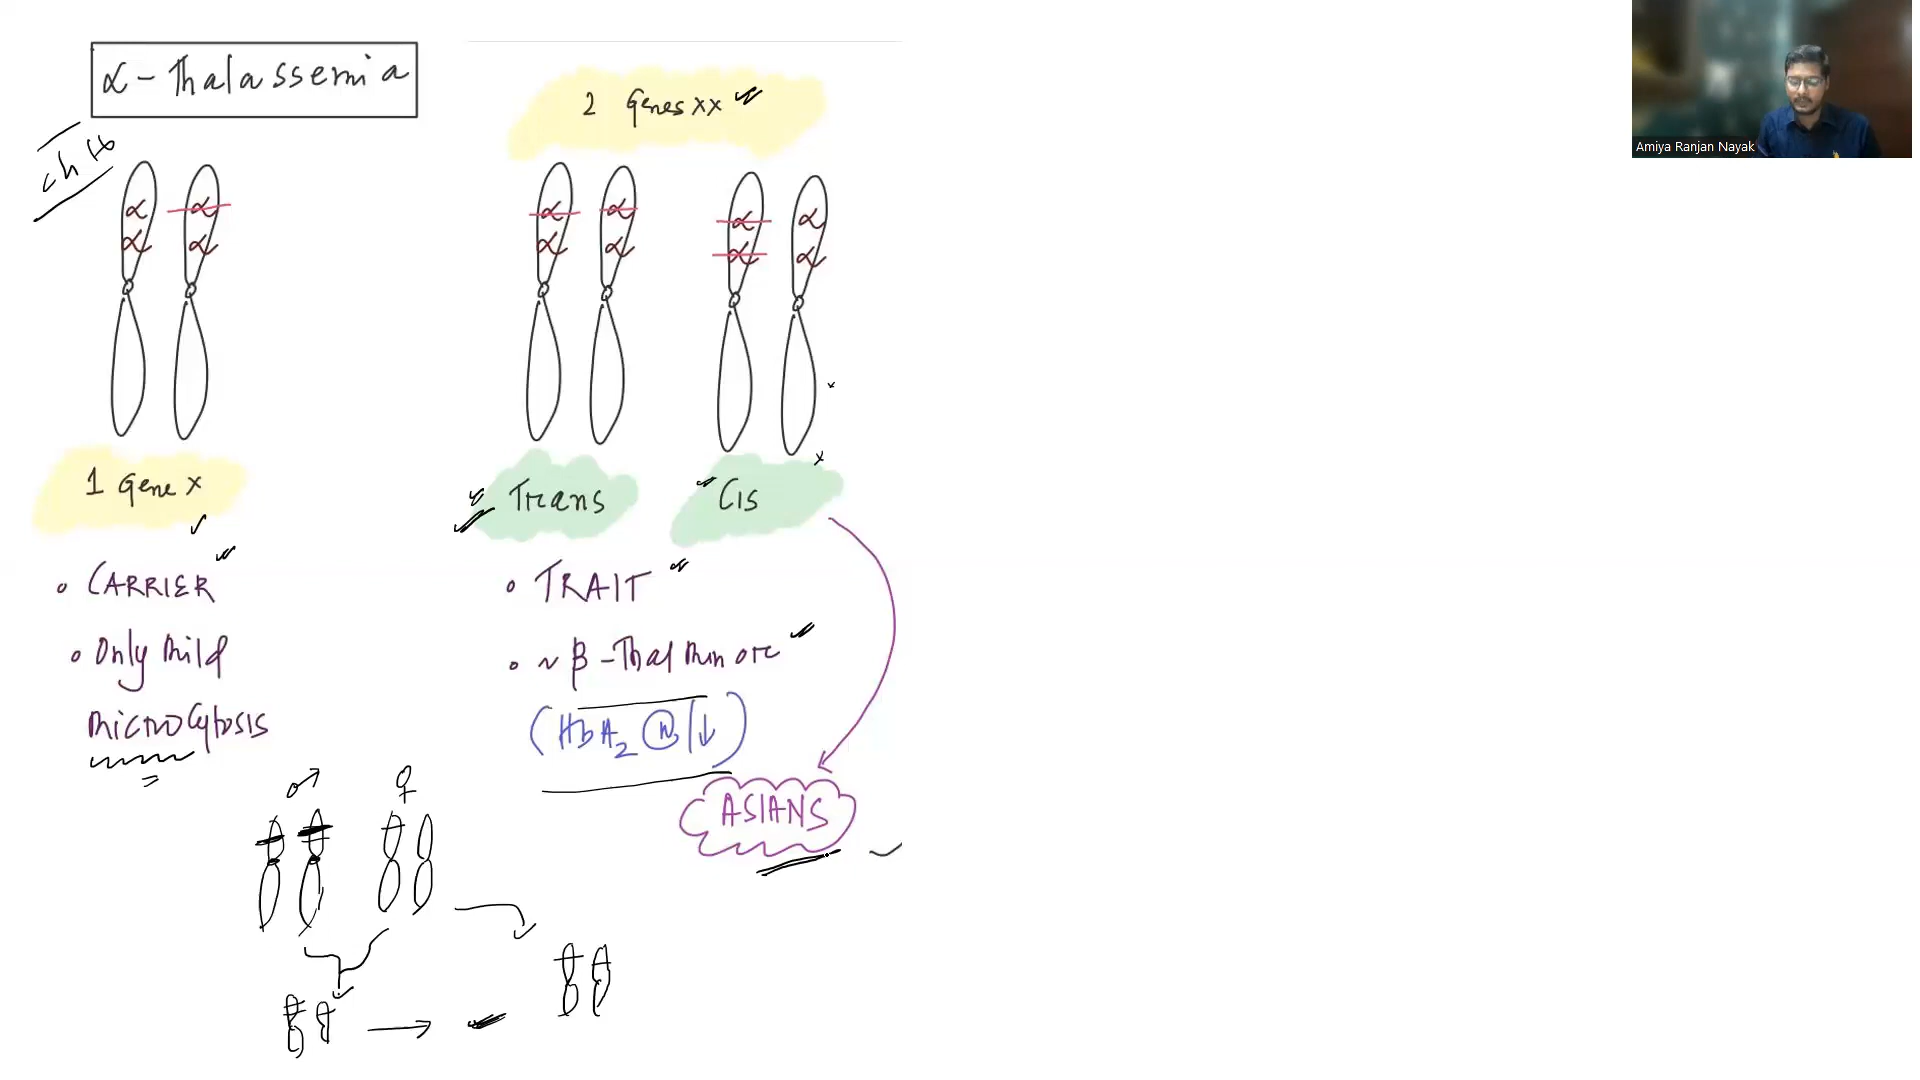 α-Thalassemia
ch 16
α α
α α
1 Gene x
• CARRIER
• Only Mild
Microcytosis
♂ ♀
2 Genes xx
α α
α α
α α
α α
Trans
Cis
• TRAIT
• ~ β-Thal Minor
(HbA2 Ⓝ/↓)
ASIANS
Amiya Ranjan Nayak